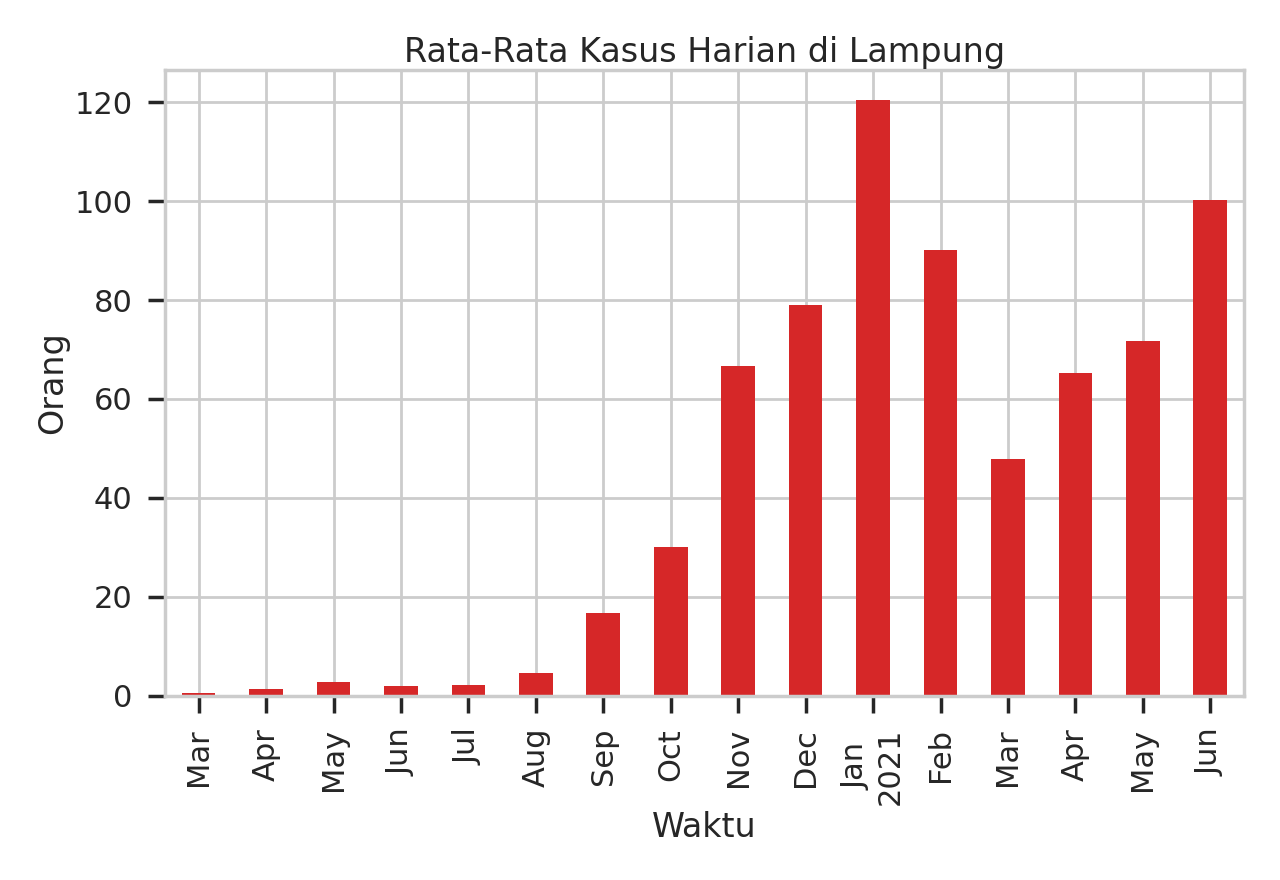 Rata-Rata Kasus Harian di Lampung
120
100
80
60
40
20
0
Orang
Mar
Apr
May
Jun
Jul
Aug
Sep
Oct
Nov
Dec
Jan
2021
Feb
Mar
Apr
May
Jun
Waktu